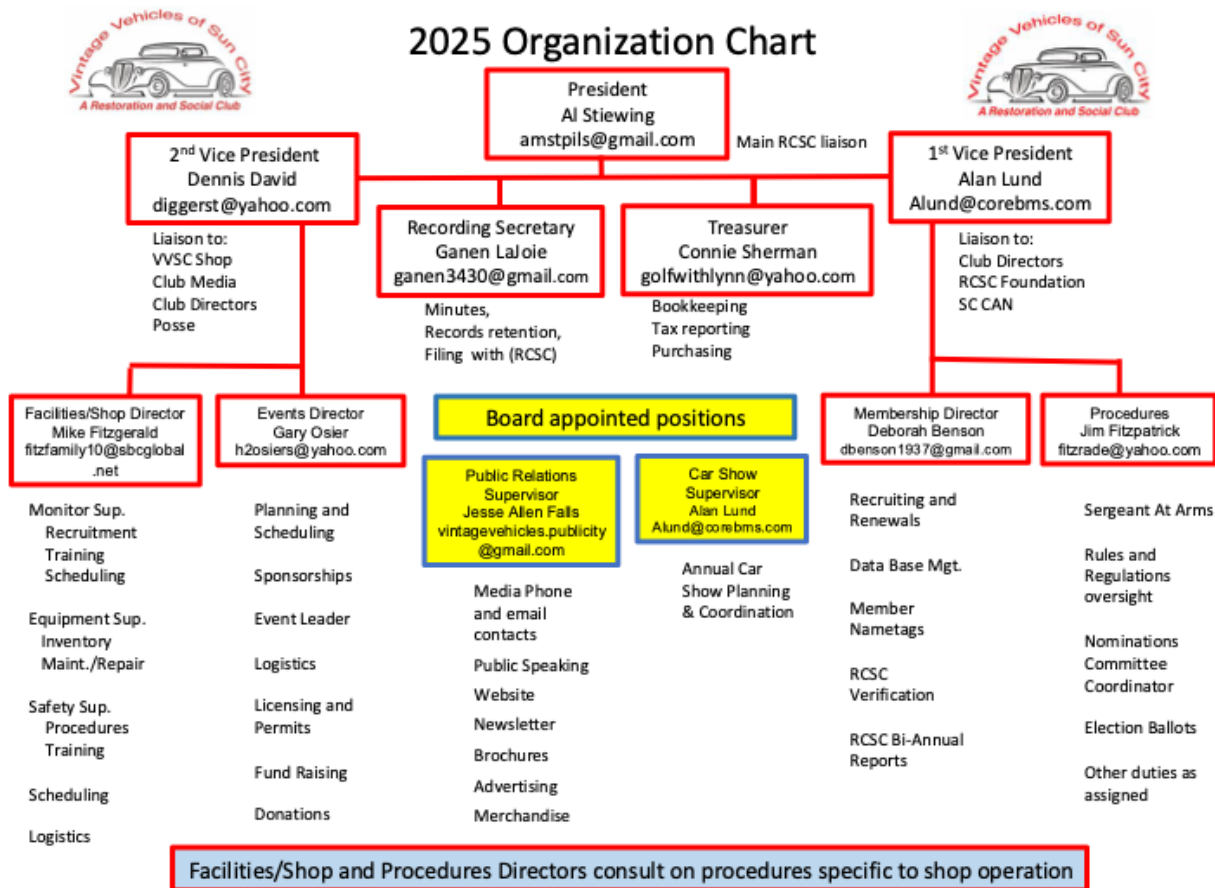 Vintage Vehicles of Sun City
A Restoration and Social Club
2025 Organization Chart
Vintage Vehicles of Sun City
A Restoration and Social Club
President
Al Stiewing
amstpils@gmail.com
Main RCSC liaison
2nd Vice President
Dennis David
diggerst@yahoo.com
1st Vice President
Alan Lund
Alund@corebms.com
Recording Secretary
Ganen LaJoie
ganen3430@gmail.com
Treasurer
Connie Sherman
golfwithlynn@yahoo.com
Liaison to:
VVSC Shop
Club Media
Club Directors
Posse
Minutes,
Records retention,
Filing with (RCSC)
Bookkeeping
Tax reporting
Purchasing
Liaison to:
Club Directors
RCSC Foundation
SC CAN
Facilities/Shop Director
Mike Fitzgerald
fitzfamily10@sbcglobal
.net
Events Director
Gary Osier
h2osiers@yahoo.com
Board appointed positions
Membership Director
Deborah Benson
dbenson1937@gmail.com
Procedures
Jim Fitzpatrick
fitzrade@yahoo.com
Public Relations
Supervisor
Jesse Allen Falls
vintagevehicles.publicity
@gmail.com
Car Show
Supervisor
Alan Lund
Alund@corebms.com
Monitor Sup.
Recruitment
Training
Scheduling
Equipment Sup.
Inventory
Maint./Repair
Safety Sup.
Procedures
Training
Scheduling
Logistics
Planning and
Scheduling
Sponsorships
Event Leader
Logistics
Licensing and
Permits
Fund Raising
Donations
Media Phone
and email
contacts
Public Speaking
Website
Newsletter
Brochures
Advertising
Merchandise
Annual Car
Show Planning
& Coordination
Recruiting and
Renewals
Data Base Mgt.
Member
Nametags
RCSC
Verification
RCSC Bi-Annual
Reports
Sergeant At Arms
Rules and
Regulations
oversight
Nominations
Committee
Coordinator
Election Ballots
Other duties as
assigned
Facilities/Shop and Procedures Directors consult on procedures specific to shop operation